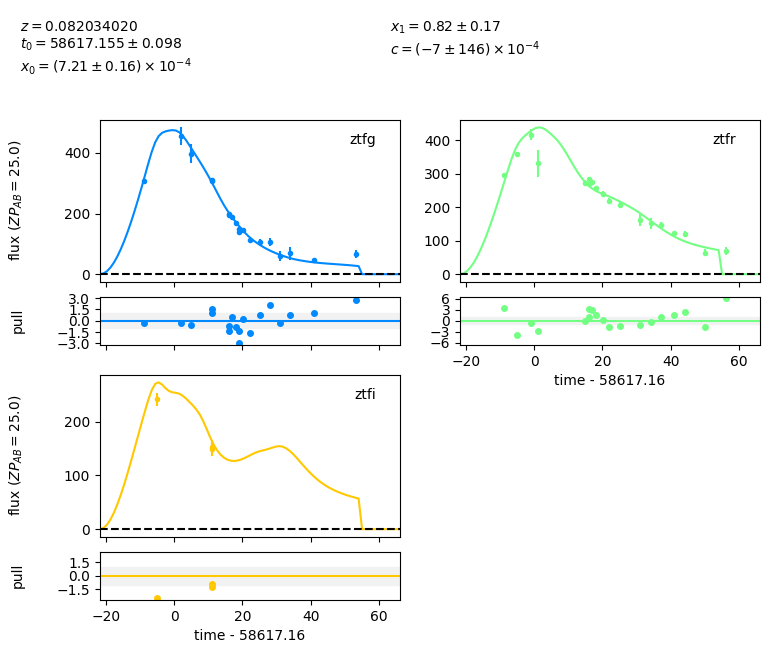 z = 0.082034020
t₀ = 58617.155 ± 0.098
x₀ = (7.21 ± 0.16) × 10⁻⁴
x₁ = 0.82 ± 0.17
c = (−7 ± 146) × 10⁻⁴
flux (ZP_AB = 25.0)
400
200
0
ztfg
400
300
200
100
0
ztfr
pull
3.0
1.5
0.0
−1.5
−3.0
6
3
0
−3
−6
−20 0 20 40 60
time - 58617.16
flux (ZP_AB = 25.0)
200
100
0
ztfi
pull
1.5
0.0
−1.5
−20 0 20 40 60
time - 58617.16